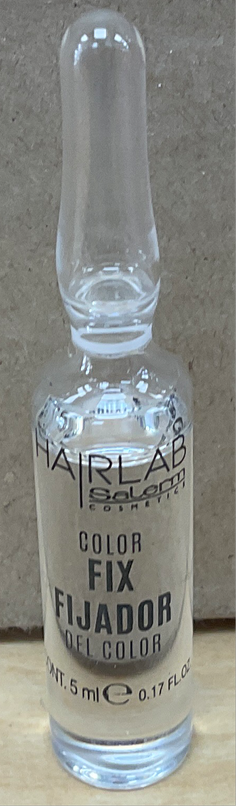 HAIRLAB
Salerm
COSMETICS
COLOR
FIX
FIJADOR
DEL COLOR
CONT. 5 ml ℮ 0.17 FL.OZ